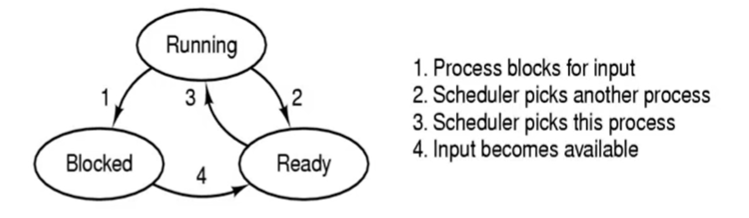 Running
1
3
2
Blocked
4
Ready
1. Process blocks for input
2. Scheduler picks another process
3. Scheduler picks this process
4. Input becomes available